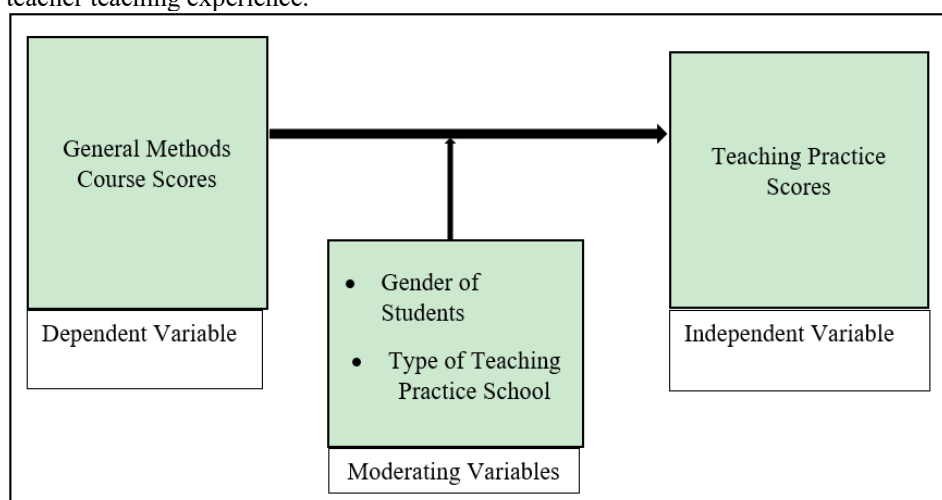 teacher teaching experience.
General Methods
Course Scores
Teaching Practice
Scores
• Gender of
Students
• Type of Teaching
Practice School
Dependent Variable
Independent Variable
Moderating Variables